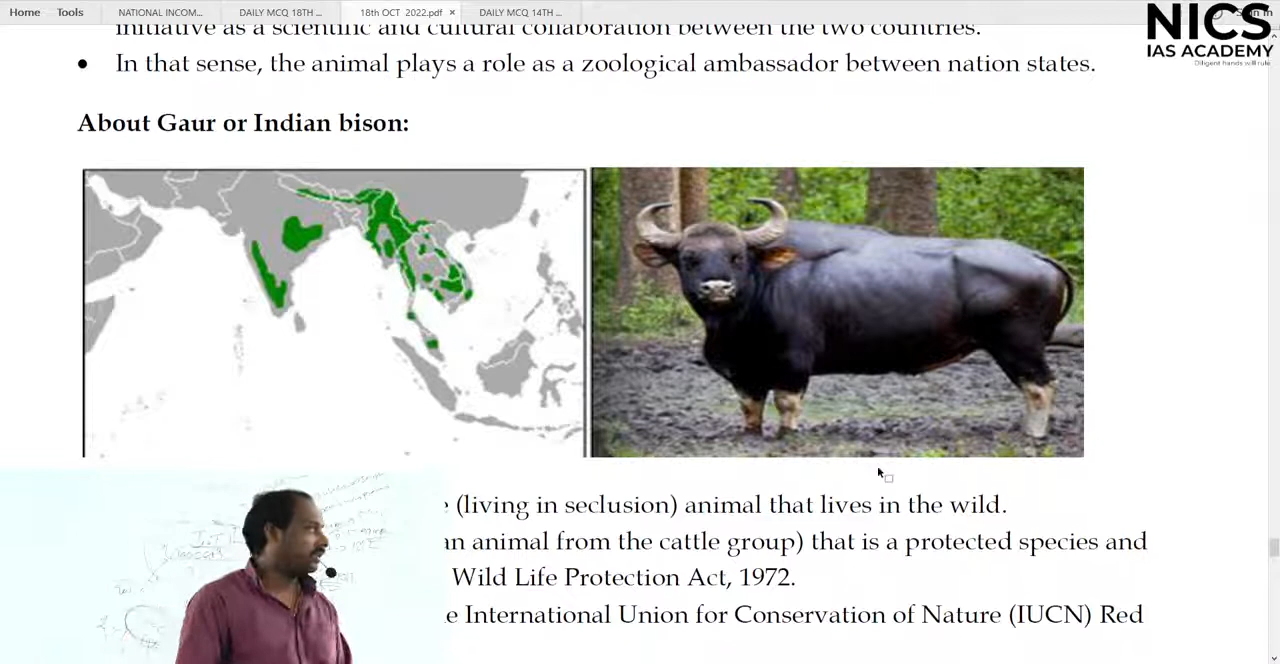 Home Tools NATIONAL INCOM... DAILY MCQ 18TH ... 18th OCT 2022.pdf × DAILY MCQ 14TH ...
NICS
IAS ACADEMY
Diligent hands will rule
initiative as a scientific and cultural collaboration between the two countries.
• In that sense, the animal plays a role as a zoological ambassador between nation states.
About Gaur or Indian bison:
(living in seclusion) animal that lives in the wild.
an animal from the cattle group) that is a protected species and
Wild Life Protection Act, 1972.
e International Union for Conservation of Nature (IUCN) Red